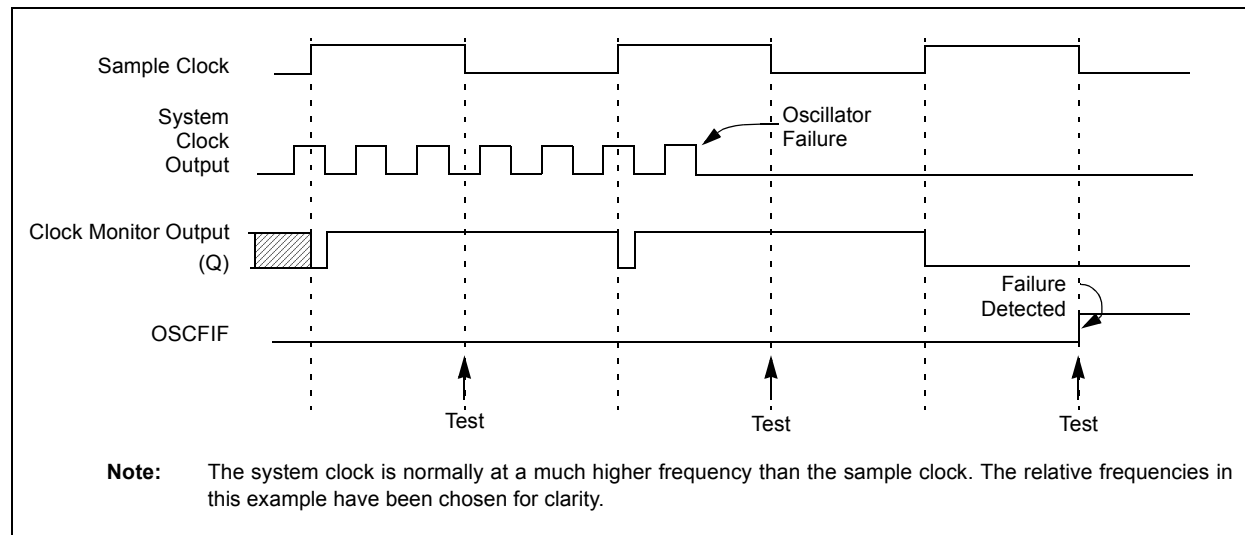 Sample Clock
System
Clock
Output
Oscillator
Failure
Clock Monitor Output
(Q)
Failure
Detected
OSCFIF
Test
Test
Test
Note: The system clock is normally at a much higher frequency than the sample clock. The relative frequencies in
this example have been chosen for clarity.